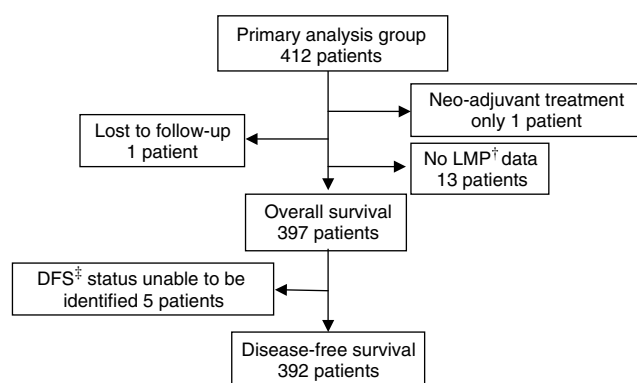 Primary analysis group
412 patients
Neo-adjuvant treatment
only 1 patient
Lost to follow-up
1 patient
No LMP† data
13 patients
Overall survival
397 patients
DFS‡ status unable to be
identified 5 patients
Disease-free survival
392 patients